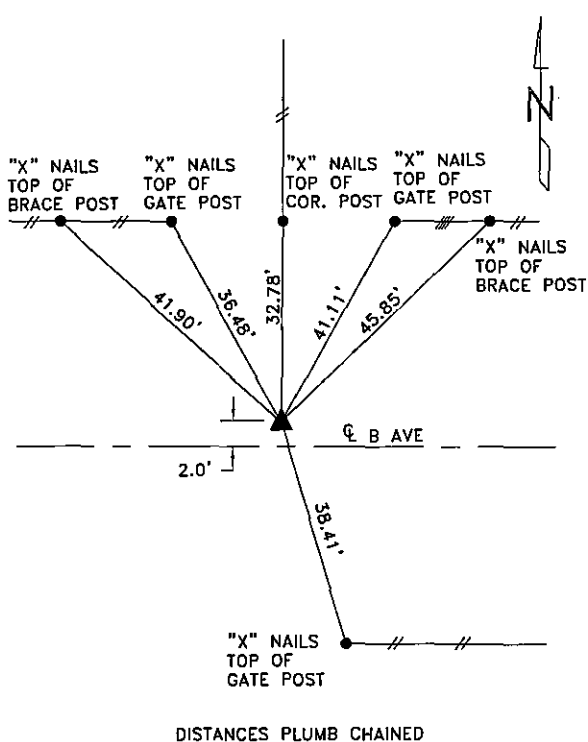 N
"X" NAILS
TOP OF
BRACE POST
"X" NAILS
TOP OF
GATE POST
"X" NAILS
TOP OF
COR. POST
"X" NAILS
TOP OF
GATE POST
"X" NAILS
TOP OF
BRACE POST
41.90'
36.48'
32.78'
41.11'
45.85'
℄ B AVE
2.0'
38.41'
"X" NAILS
TOP OF
GATE POST
DISTANCES PLUMB CHAINED